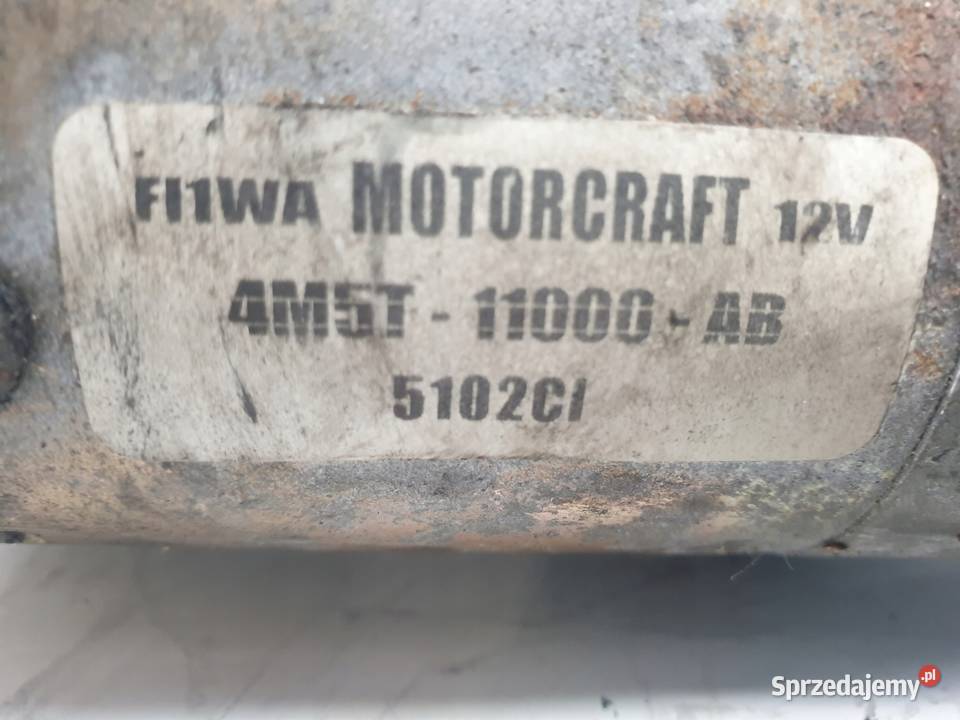 FI1WA MOTORCRAFT 12V
4M5T - 11000 - AB
5102CI
Sprzedajemy.pl